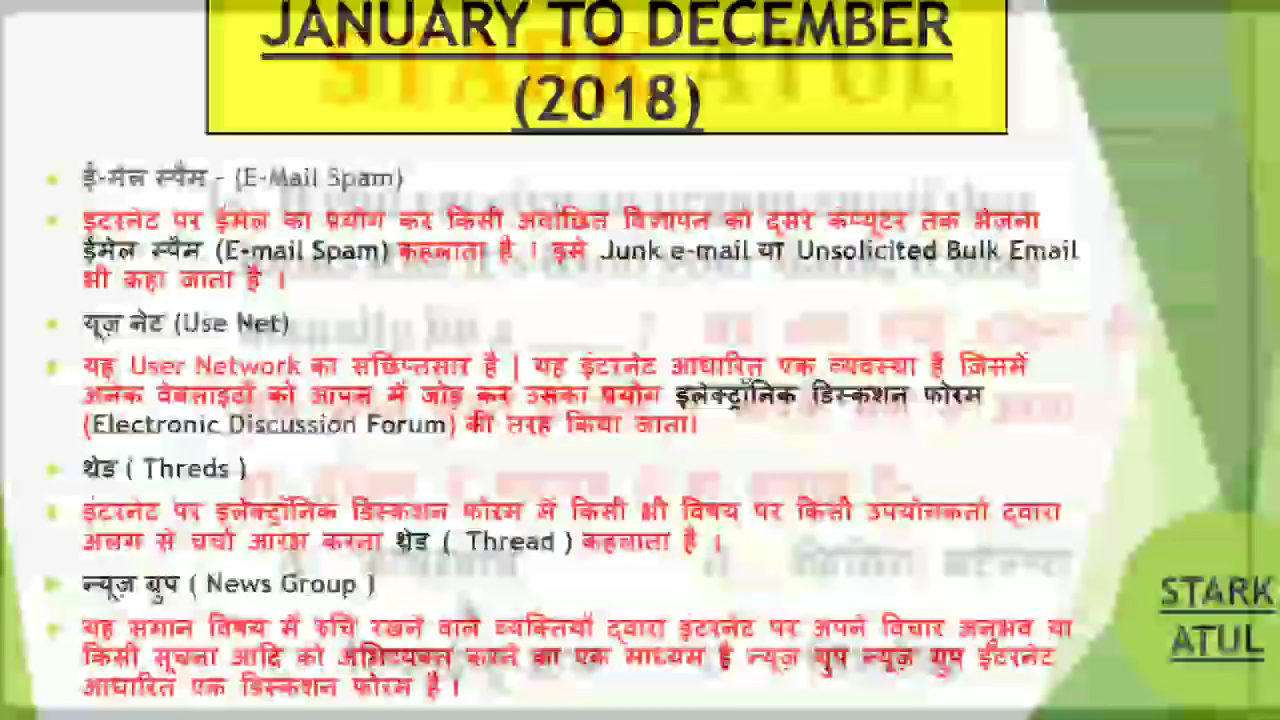 JANUARY TO DECEMBER
(2018)
ई-मेल स्पैम - (E-Mail Spam)
इंटरनेट पर ईमेल का प्रयोग कर किसी अवांछित विज्ञापन को दूसरे कंप्यूटर तक भेजना
ईमेल स्पैम (E-mail Spam) कहलाता है । इसे Junk e-mail या Unsolicited Bulk Email
भी कहा जाता है ।
यूज़ नेट (Use Net)
यह User Network का संछिप्तसार है | यह इंटरनेट आधारित एक व्यवस्था है जिसमें
अनेक वेबसाइटों को आपस में जोड़ कर उसका प्रयोग इलेक्ट्रॉनिक डिस्कशन फोरम
(Electronic Discussion Forum) की तरह किया जाता।
थ्रेड ( Threds )
इंटरनेट पर इलेक्ट्रॉनिक डिस्कशन फोरम में किसी भी विषय पर किसी उपयोगकर्ता द्वारा
अलग से चर्चा आरंभ करना थ्रेड ( Thread ) कहलाता है ।
न्यूज़ ग्रुप ( News Group )
यह समान विषय में रुचि रखने वाले व्यक्तियों द्वारा इंटरनेट पर अपने विचार अनुभव या
किसी सूचना आदि को अभिव्यक्त करने का एक माध्यम है न्यूज़ ग्रुप न्यूज़ ग्रुप इंटरनेट
आधारित एक डिस्कशन फोरम है ।
STARK
ATUL